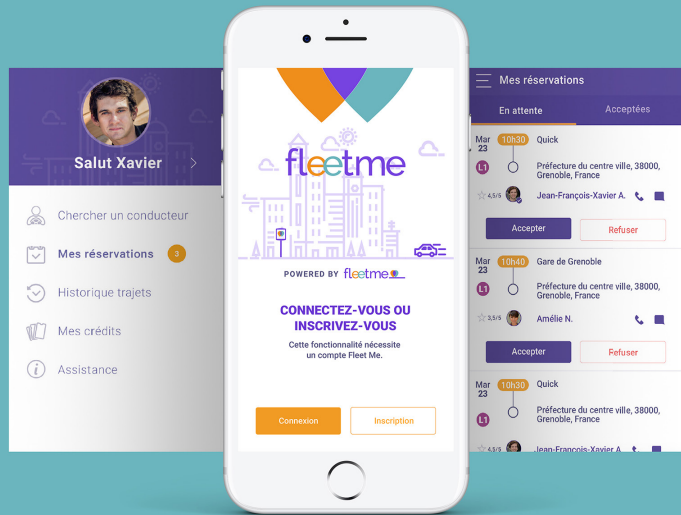 Salut Xavier
Chercher un conducteur
Mes réservations
3
Historique trajets
Mes crédits
Assistance
fleetme
POWERED BY fleetme
CONNECTEZ-VOUS OU
INSCRIVEZ-VOUS
Cette fonctionalité nécessite
un compte Fleet Me.
Connexion
Inscription
Mes réservations
En attente
Acceptées
Mar
23
10h30
Quick
L1
Préfecture du centre ville, 38000,
Grenoble, France
4,5/5
Jean-François-Xavier A.
Accepter
Refuser
Mar
23
10h40
Gare de Grenoble
L1
Préfecture du centre ville, 38000,
Grenoble, France
3,5/5
Amélie N.
Accepter
Refuser
Mar
23
10h30
Quick
L1
Préfecture du centre ville, 38000,
Grenoble, France
4,5/5
Jean-François-Xavier A.